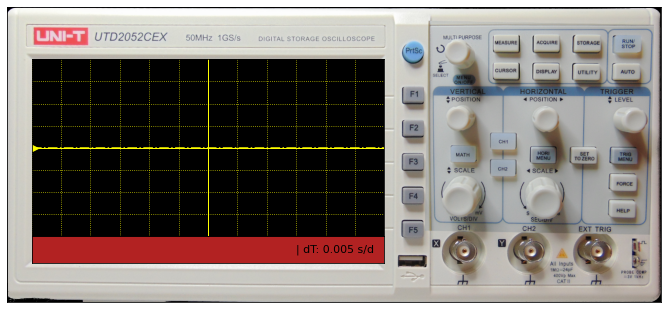 UNI-T UTD2052CEX 50MHz 1GS/s DIGITAL STORAGE OSCILLOSCOPE
| dT: 0.005 s/d
PrtSc
F1
F2
F3
F4
F5
MULTI PURPOSE
SELECT
MEASURE ACQUIRE STORAGE RUN/
STOP
CURSOR DISPLAY UTILITY AUTO
VERTICAL HORIZONTAL TRIGGER
POSITION POSITION LEVEL
CH1
MATH HORI
MENU SET
TO ZERO TRIG
MENU
CH2
SCALE SCALE
FORCE
HELP
VOLTS/DIV
CH1 CH2 EXT TRIG
X Y
All Inputs
CAT II